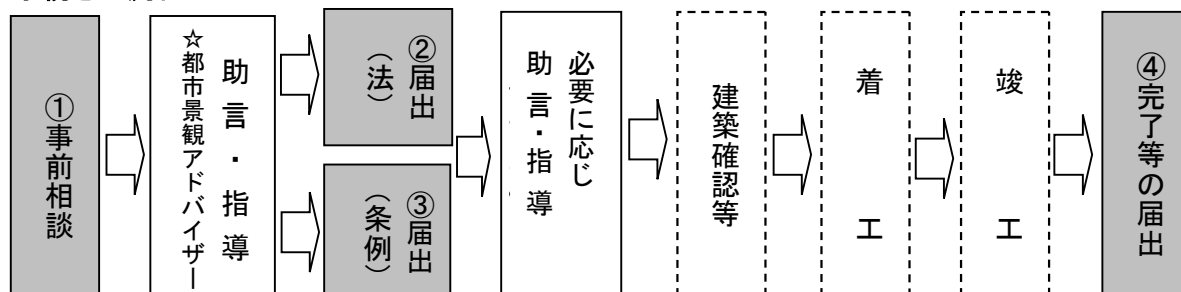 ①事前相談
助言・指導
☆都市景観アドバイザー
②届出
(法)
③届出
(条例)
必要に応じ
助言・指導
建築確認等
着工
竣工
④完了等の届出